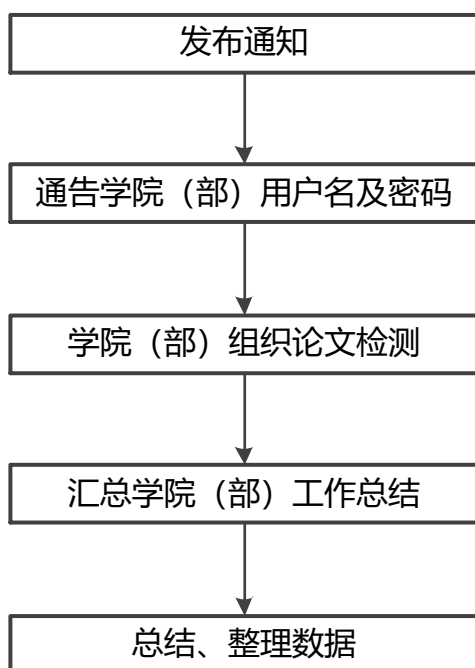 发布通知
通告学院（部）用户名及密码
学院（部）组织论文检测
汇总学院（部）工作总结
总结、整理数据